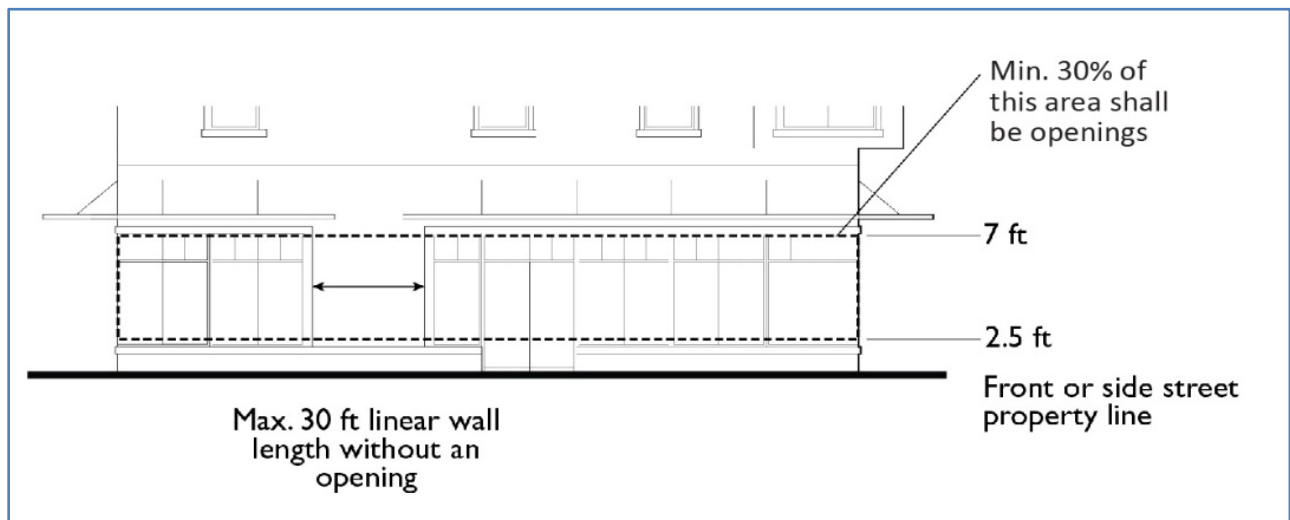 Min. 30% of
this area shall
be openings
7 ft
2.5 ft
Front or side street
property line
Max. 30 ft linear wall
length without an
opening